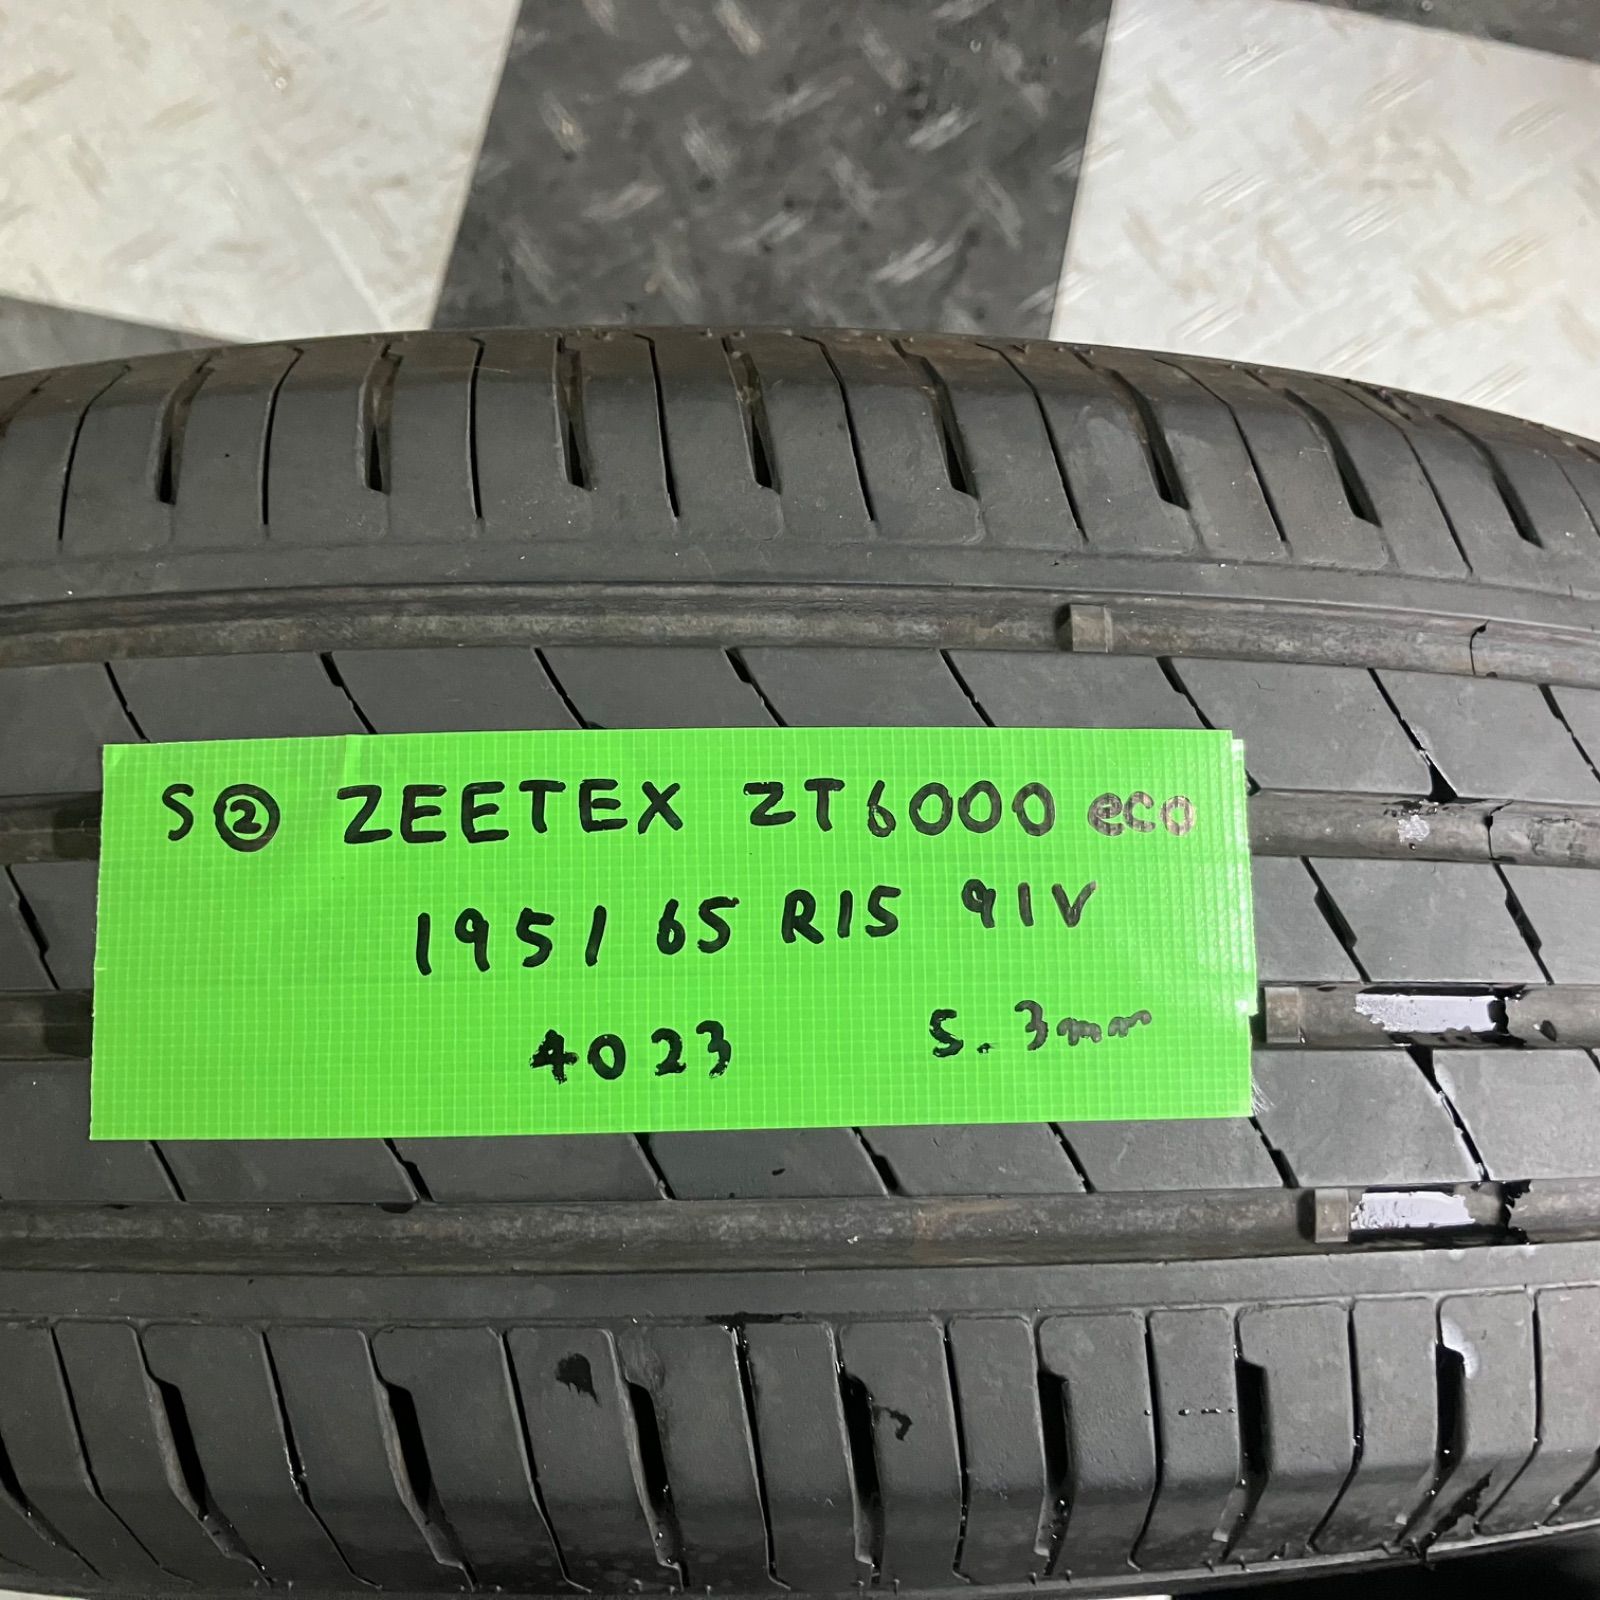 S② ZEETEX ZT6000 eco
195/65 R15 91V
4023 5.3mm